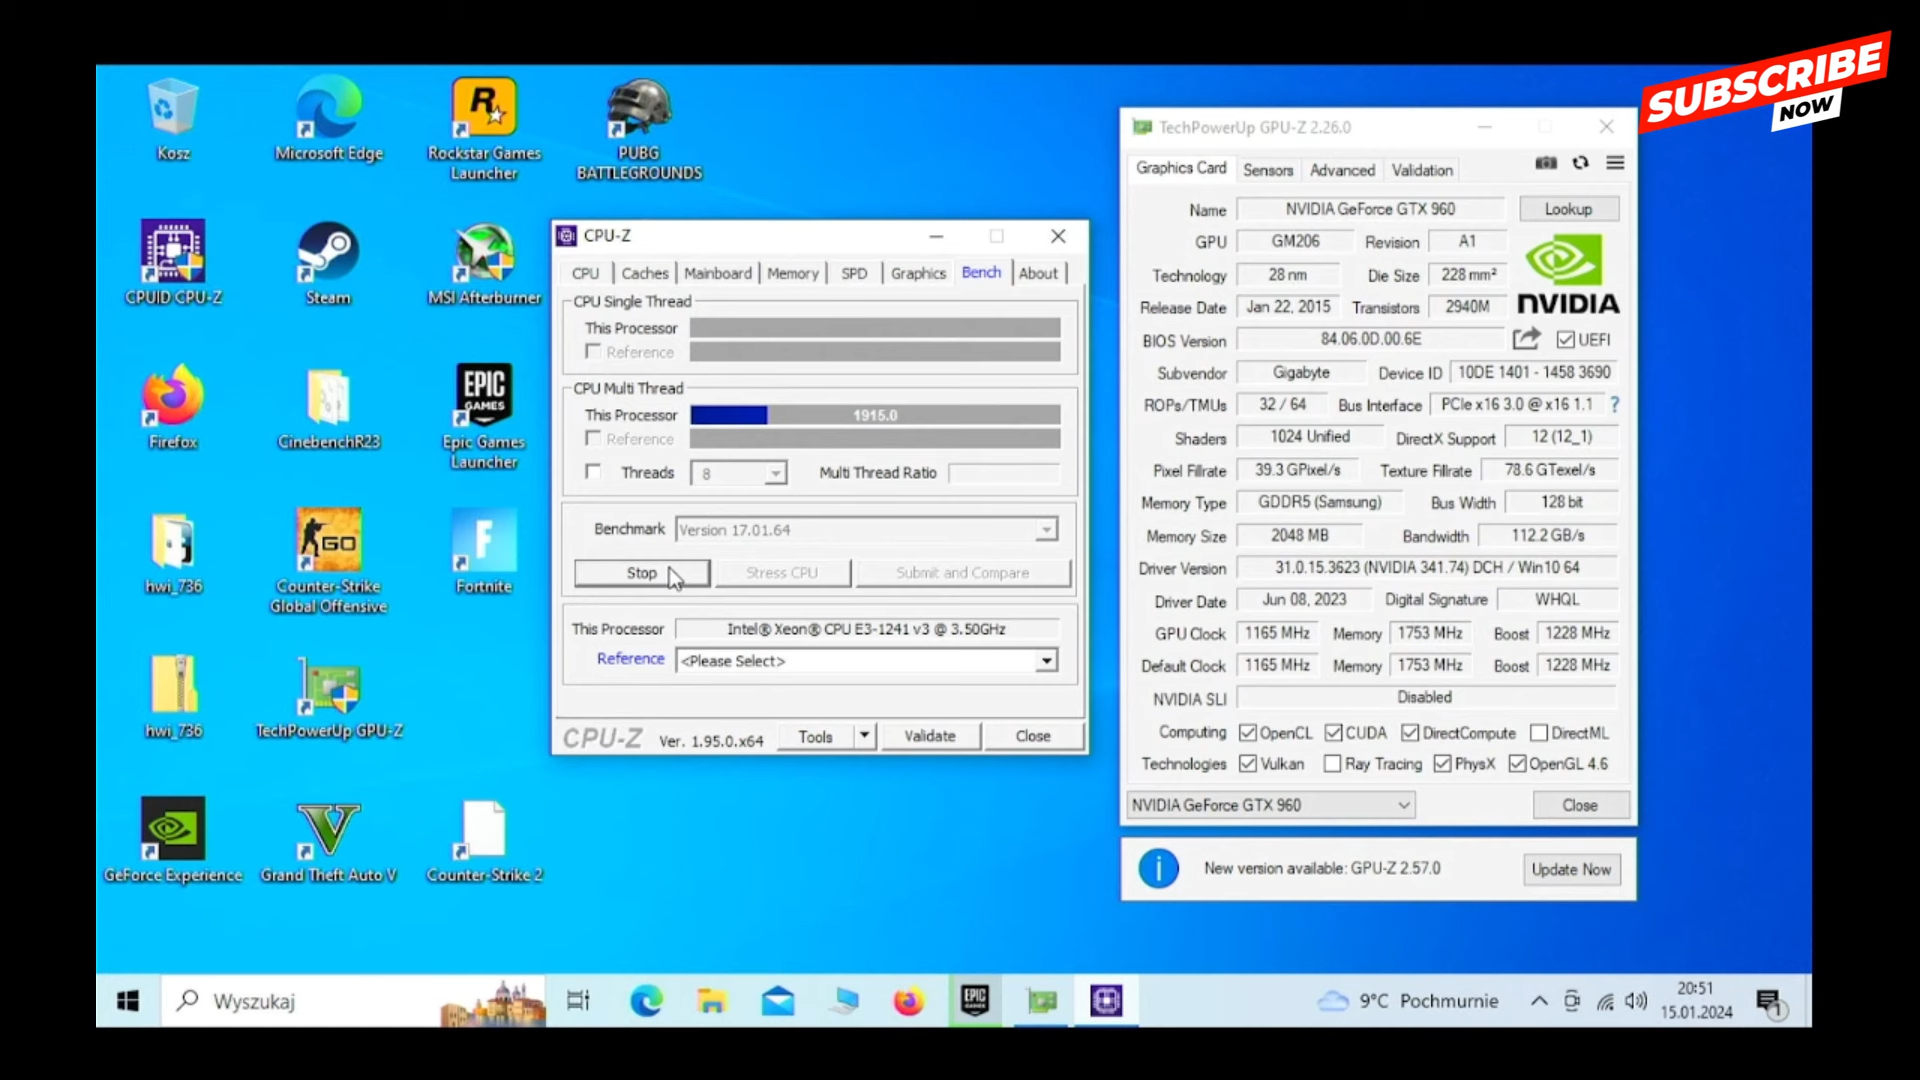 SUBSCRIBE
NOW
Kosz
Microsoft Edge
Rockstar Games
Launcher
PUBG
BATTLEGROUNDS
CPUID CPU-Z
Steam
MSI Afterburner
Firefox
CinebenchR23
EPIC
GAMES
Epic Games
Launcher
hwi_736
GO
Counter-Strike
Global Offensive
Fortnite
hwi_736
TechPowerUp GPU-Z
GeForce Experience
Grand Theft Auto V
Counter-Strike 2
CPU-Z
CPU Caches Mainboard Memory SPD Graphics Bench About
CPU Single Thread
This Processor
Reference
CPU Multi Thread
This Processor 1915.0
Reference
Threads 8 Multi Thread Ratio
Benchmark Version 17.01.64
Stop Stress CPU Submit and Compare
This Processor Intel® Xeon® CPU E3-1241 v3 @ 3.50GHz
Reference <Please Select>
CPU-Z Ver. 1.95.0.x64 Tools Validate Close
TechPowerUp GPU-Z 2.26.0
Graphics Card Sensors Advanced Validation
Name NVIDIA GeForce GTX 960 Lookup
GPU GM206 Revision A1
Technology 28 nm Die Size 228 mm²
NVIDIA
Release Date Jan 22, 2015 Transistors 2940M
BIOS Version 84.06.0D.00.6E UEFI
Subvendor Gigabyte Device ID 10DE 1401 - 1458 3690
ROPs/TMUs 32 / 64 Bus Interface PCIe x16 3.0 @ x16 1.1 ?
Shaders 1024 Unified DirectX Support 12 (12_1)
Pixel Fillrate 39.3 GPixel/s Texture Fillrate 78.6 GTexel/s
Memory Type GDDR5 (Samsung) Bus Width 128 bit
Memory Size 2048 MB Bandwidth 112.2 GB/s
Driver Version 31.0.15.3623 (NVIDIA 341.74) DCH / Win10 64
Driver Date Jun 08, 2023 Digital Signature WHQL
GPU Clock 1165 MHz Memory 1753 MHz Boost 1228 MHz
Default Clock 1165 MHz Memory 1753 MHz Boost 1228 MHz
NVIDIA SLI Disabled
Computing OpenCL CUDA DirectCompute DirectML
Technologies Vulkan Ray Tracing PhysX OpenGL 4.6
NVIDIA GeForce GTX 960 Close
New version available: GPU-Z 2.57.0 Update Now
Wyszukaj
EPIC
9°C Pochmurnie
20:51
15.01.2024
1